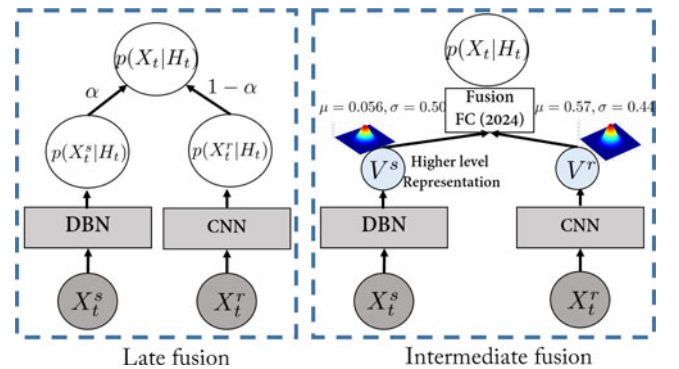 p(X_t|H_t)
α
1 − α
p(X_t^s|H_t)
p(X_t^r|H_t)
DBN
CNN
X_t^s
X_t^r
Late fusion
p(X_t|H_t)
μ = 0.056, σ = 0.50
Fusion
FC (2024)
μ = 0.57, σ = 0.44
V^s
Higher level
Representation
V^r
DBN
CNN
X_t^s
X_t^r
Intermediate fusion